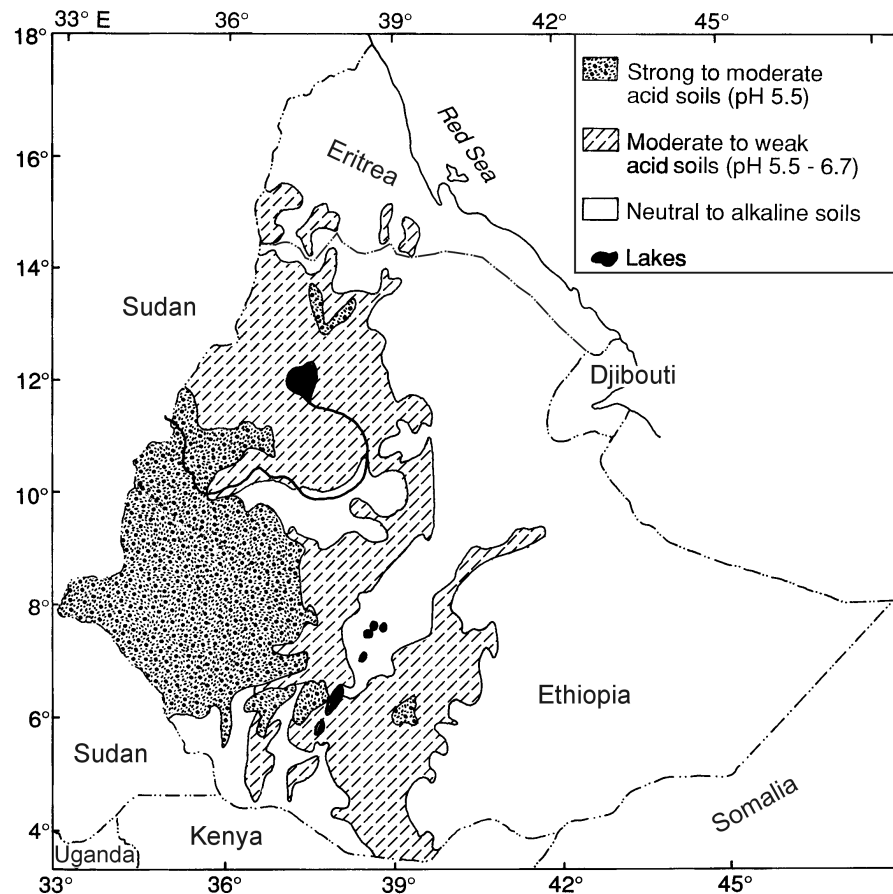 33° E
36°
39°
42°
45°
18°
Strong to moderate
acid soils (pH 5.5)
Red Sea
Moderate to weak
acid soils (pH 5.5 - 6.7)
16°
Eritrea
Neutral to alkaline soils
Lakes
14°
Sudan
12°
Djibouti
10°
8°
Ethiopia
6°
Sudan
Somalia
4°
Kenya
Uganda
33°
36°
39°
42°
45°